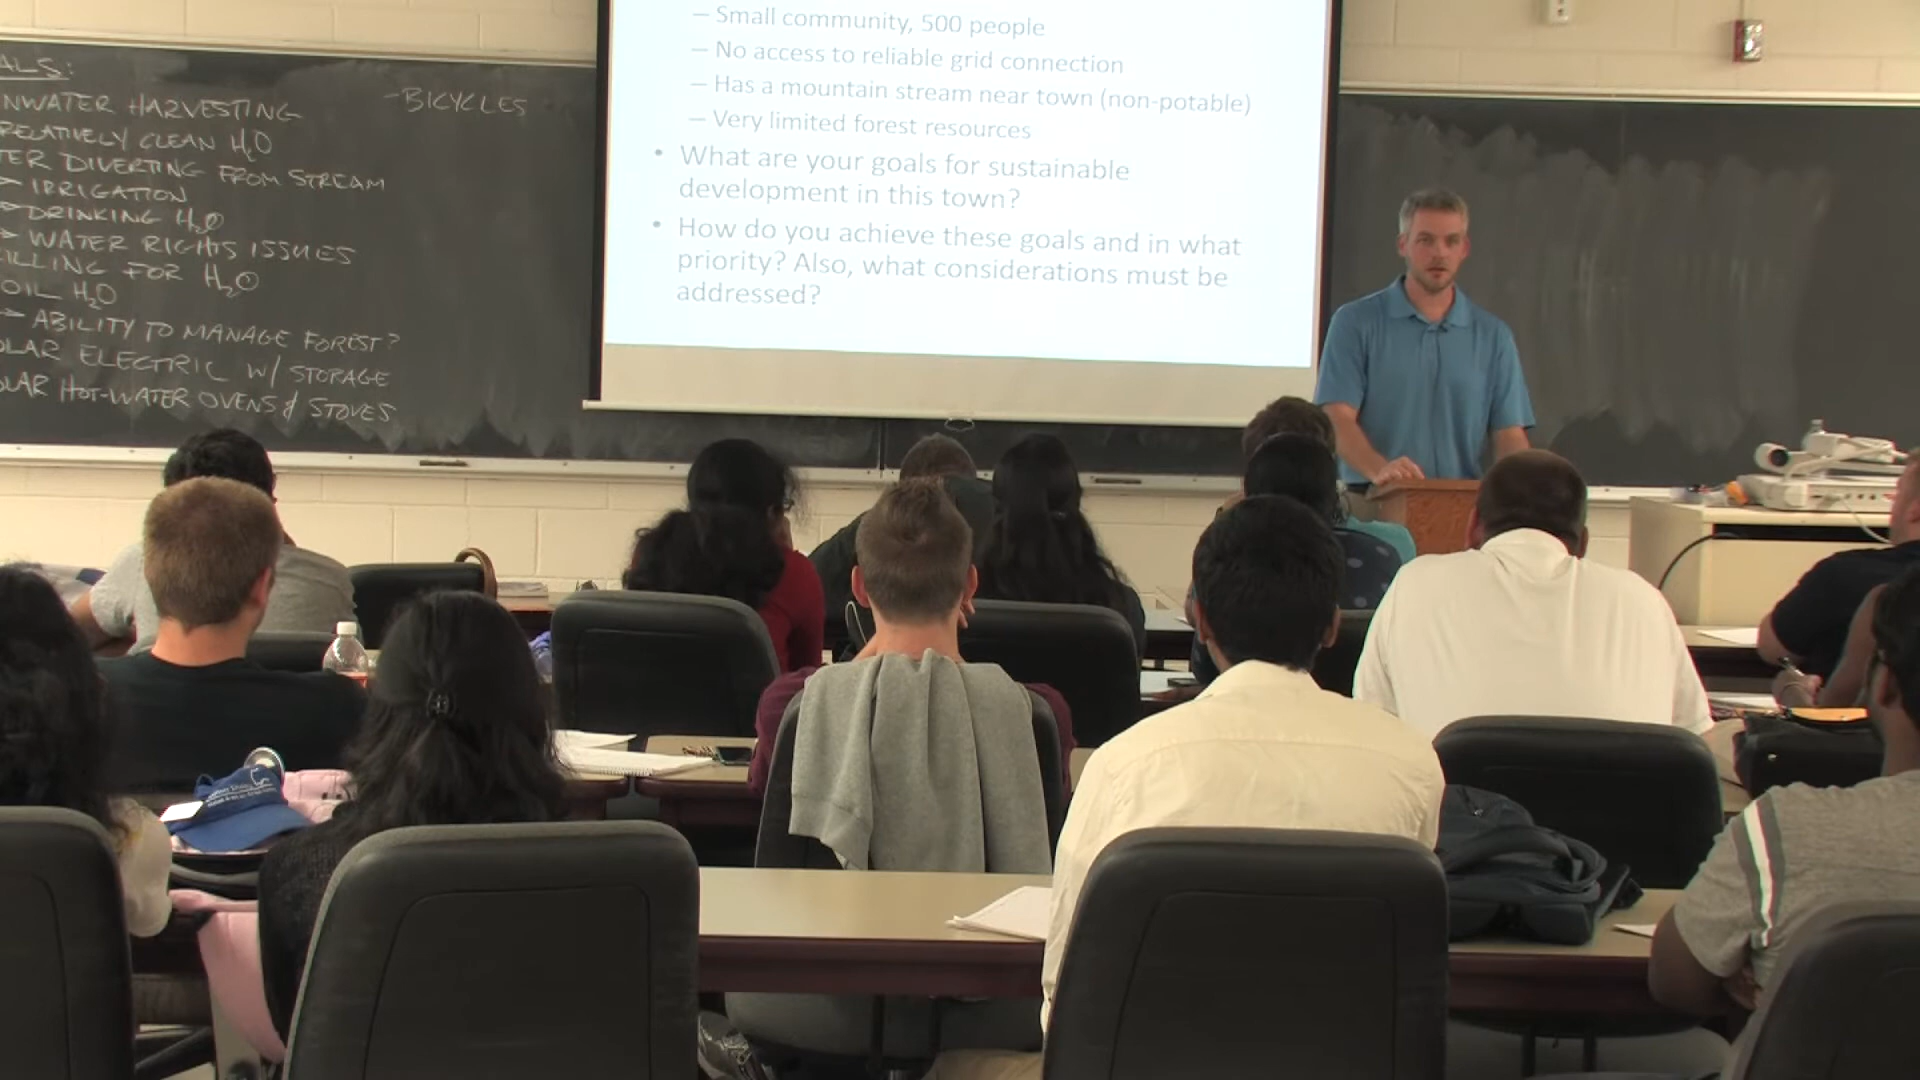 ALS:
NWATER HARVESTING
RELATIVELY CLEAN H2O
TER DIVERTING FROM STREAM
→ IRRIGATION
→ DRINKING H2O
→ WATER RIGHTS ISSUES
ILLING FOR H2O
OIL H2O
→ ABILITY TO MANAGE FOREST?
OLAR ELECTRIC W/ STORAGE
OLAR HOT-WATER OVENS & STOVES
-BICYCLES
– Small community, 500 people
– No access to reliable grid connection
– Has a mountain stream near town (non-potable)
– Very limited forest resources
• What are your goals for sustainable
development in this town?
• How do you achieve these goals and in what
priority? Also, what considerations must be
addressed?